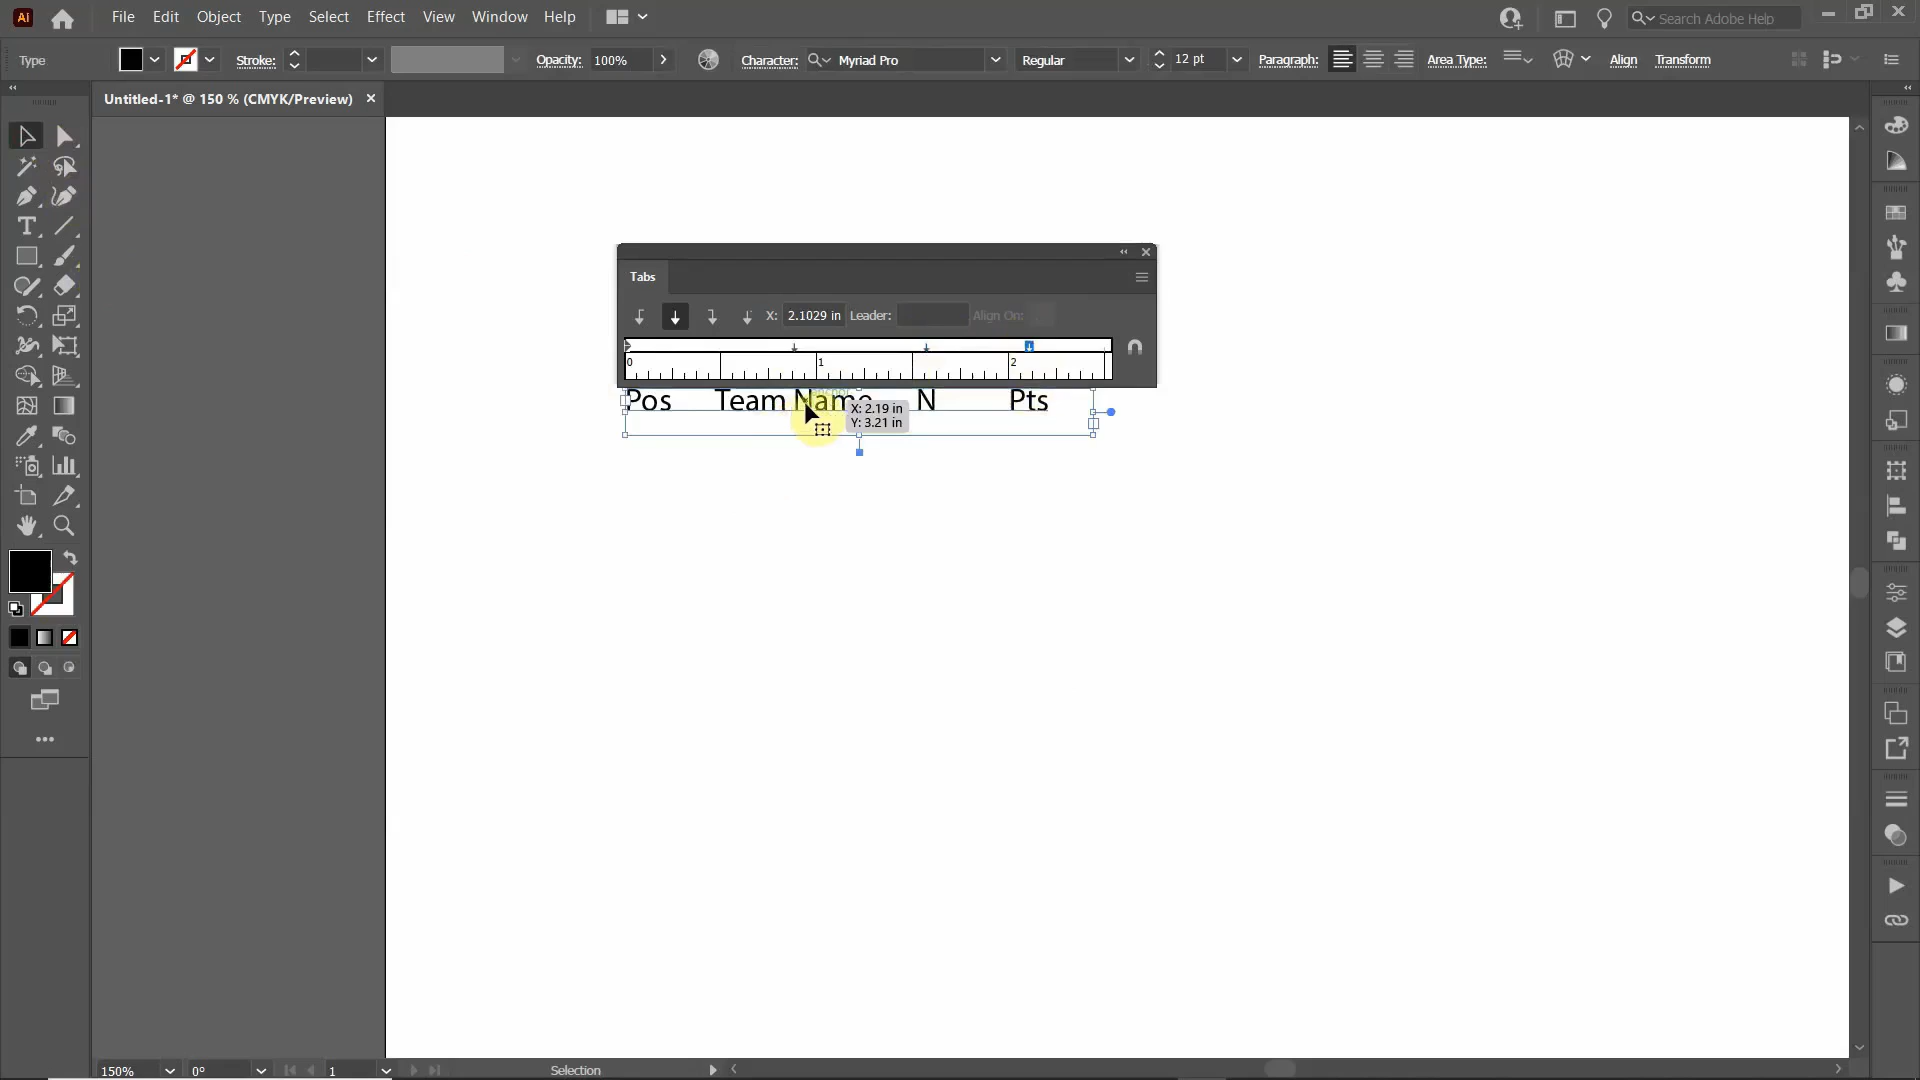 Ai File Edit Object Type Select Effect View Window Help Search Adobe Help
Type Stroke: Opacity: 100% Character: Myriad Pro Regular 12 pt Paragraph: Area Type: Align Transform
Untitled-1* @ 150 % (CMYK/Preview)
Tabs
X: 2.1029 in Leader: Align On:
0 1 2
anchor
Pos Team Name N Pts
X: 2.19 in
Y: 3.21 in
150% 0° 1 Selection